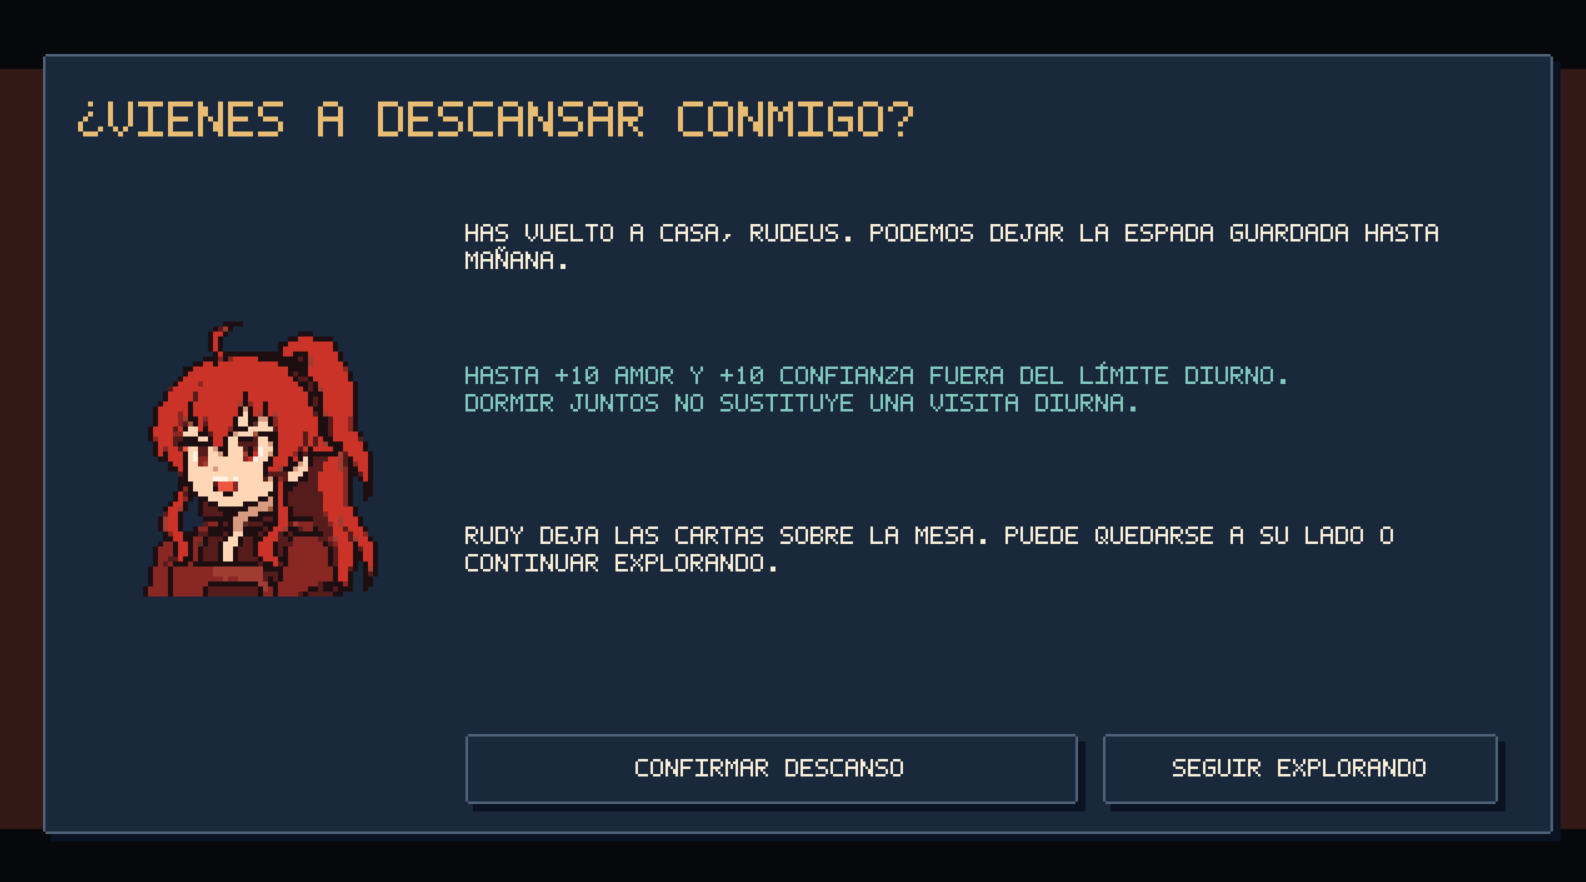 ¿VIENES A DESCANSAR CONMIGO?
HAS VUELTO A CASA, RUDEUS. PODEMOS DEJAR LA ESPADA GUARDADA HASTA
MAÑANA.
HASTA +10 AMOR Y +10 CONFIANZA FUERA DEL LÍMITE DIURNO.
DORMIR JUNTOS NO SUSTITUYE UNA VISITA DIURNA.
RUDY DEJA LAS CARTAS SOBRE LA MESA. PUEDE QUEDARSE A SU LADO O
CONTINUAR EXPLORANDO.
CONFIRMAR DESCANSO
SEGUIR EXPLORANDO